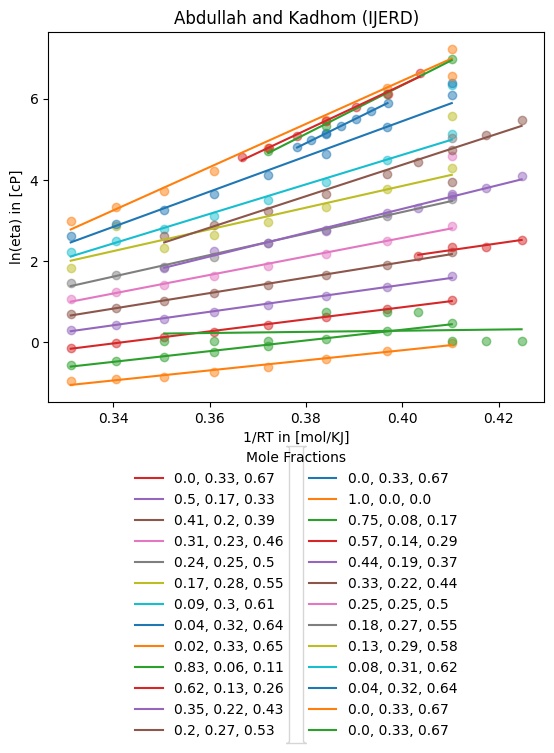 Abdullah and Kadhom (IJERD)
ln(eta) in [cP]
6
4
2
0
0.34 0.36 0.38 0.40 0.42
1/RT in [mol/KJ]
Mole Fractions
0.0, 0.33, 0.67 0.0, 0.33, 0.67
0.5, 0.17, 0.33 1.0, 0.0, 0.0
0.41, 0.2, 0.39 0.75, 0.08, 0.17
0.31, 0.23, 0.46 0.57, 0.14, 0.29
0.24, 0.25, 0.5 0.44, 0.19, 0.37
0.17, 0.28, 0.55 0.33, 0.22, 0.44
0.09, 0.3, 0.61 0.25, 0.25, 0.5
0.04, 0.32, 0.64 0.18, 0.27, 0.55
0.02, 0.33, 0.65 0.13, 0.29, 0.58
0.83, 0.06, 0.11 0.08, 0.31, 0.62
0.62, 0.13, 0.26 0.04, 0.32, 0.64
0.35, 0.22, 0.43 0.0, 0.33, 0.67
0.2, 0.27, 0.53 0.0, 0.33, 0.67